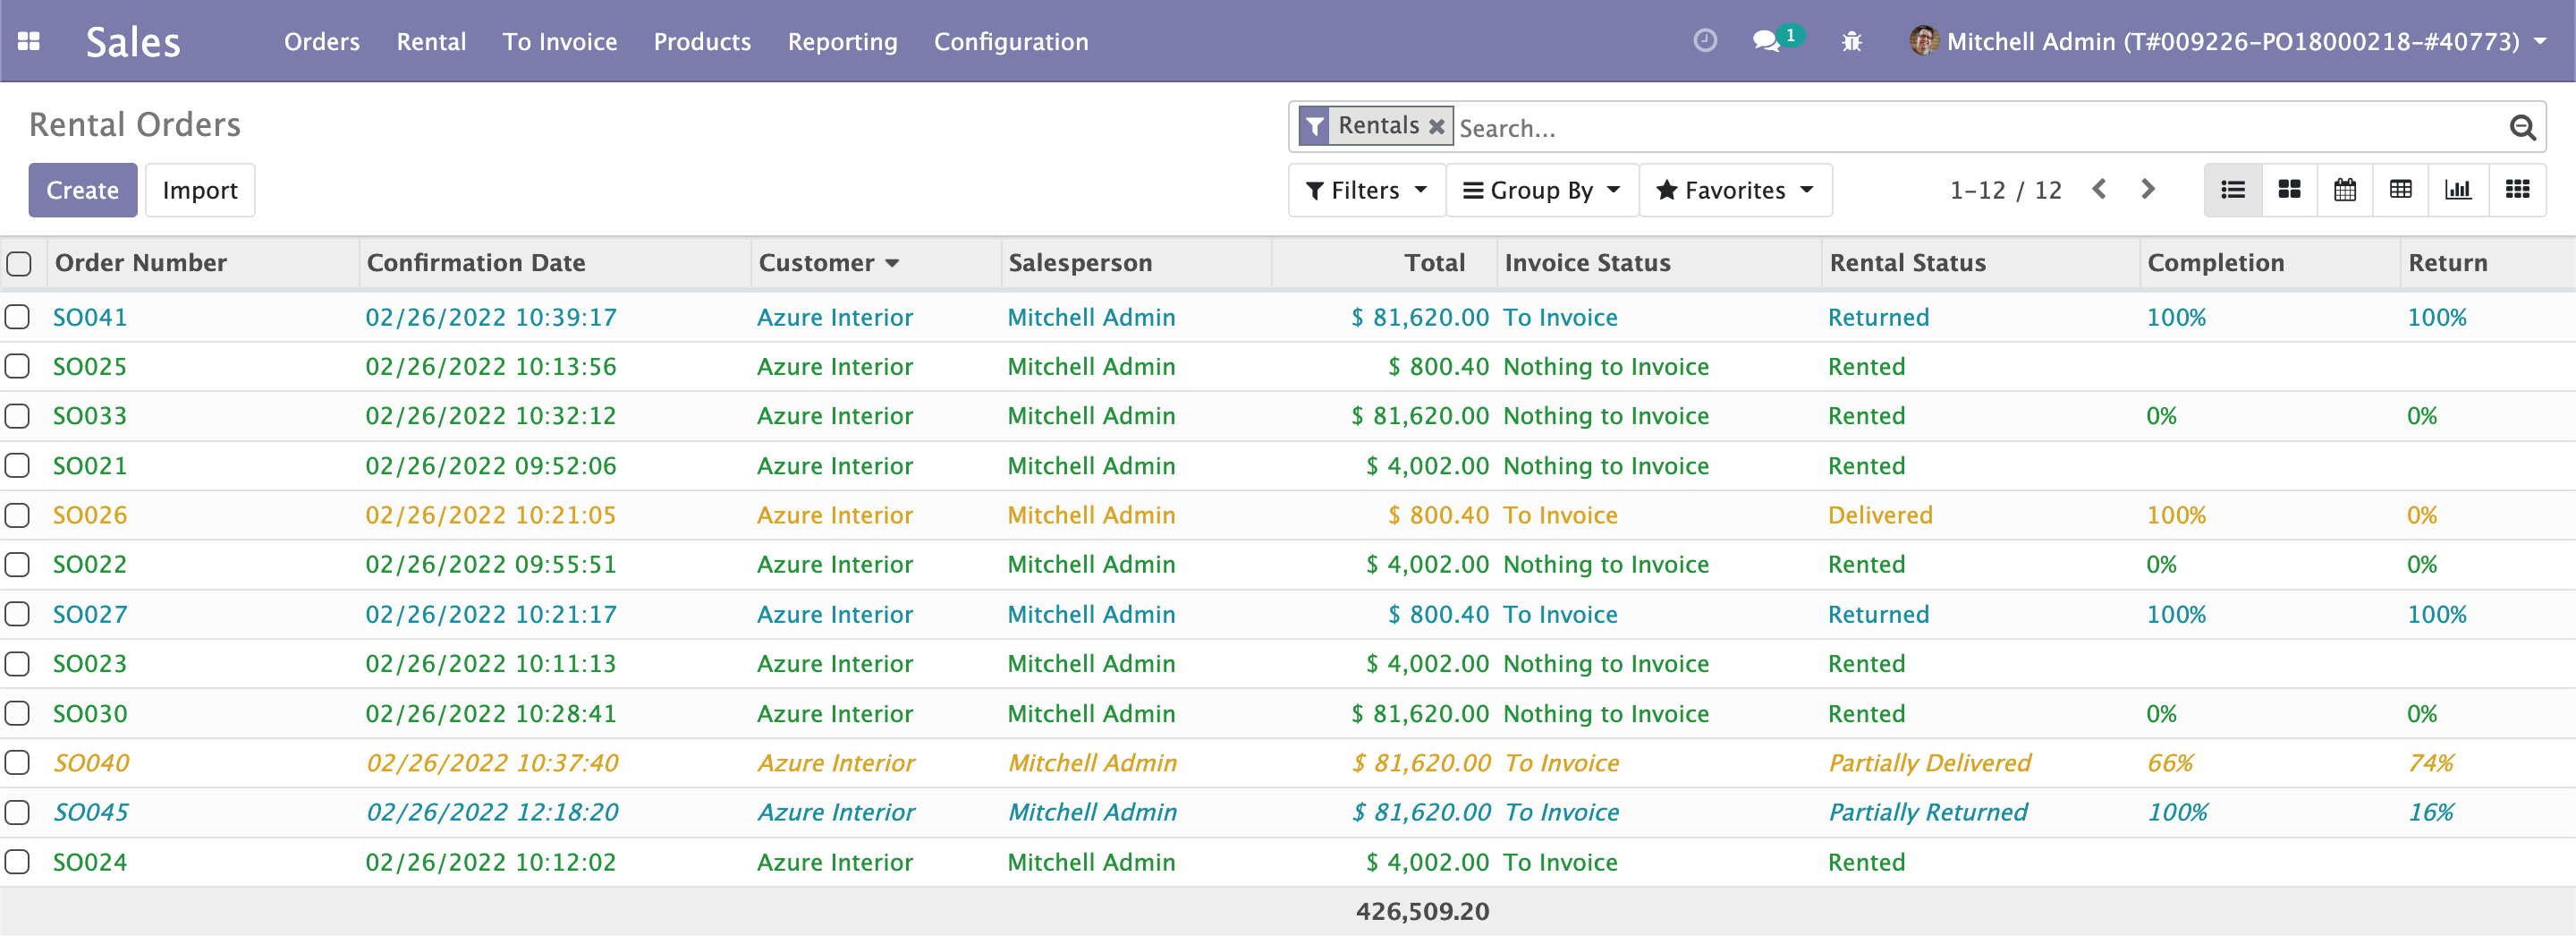 Sales Orders Rental To Invoice Products Reporting Configuration 1 Mitchell Admin (T#009226-PO18000218-#40773)
Rental Orders Rentals Search...
Create Import Filters Group By Favorites 1-12 / 12
Order Number Confirmation Date Customer Salesperson Total Invoice Status Rental Status Completion Return
SO041 02/26/2022 10:39:17 Azure Interior Mitchell Admin $ 81,620.00 To Invoice Returned 100% 100%
SO025 02/26/2022 10:13:56 Azure Interior Mitchell Admin $ 800.40 Nothing to Invoice Rented
SO033 02/26/2022 10:32:12 Azure Interior Mitchell Admin $ 81,620.00 Nothing to Invoice Rented 0% 0%
SO021 02/26/2022 09:52:06 Azure Interior Mitchell Admin $ 4,002.00 Nothing to Invoice Rented
SO026 02/26/2022 10:21:05 Azure Interior Mitchell Admin $ 800.40 To Invoice Delivered 100% 0%
SO022 02/26/2022 09:55:51 Azure Interior Mitchell Admin $ 4,002.00 Nothing to Invoice Rented 0% 0%
SO027 02/26/2022 10:21:17 Azure Interior Mitchell Admin $ 800.40 To Invoice Returned 100% 100%
SO023 02/26/2022 10:11:13 Azure Interior Mitchell Admin $ 4,002.00 Nothing to Invoice Rented
SO030 02/26/2022 10:28:41 Azure Interior Mitchell Admin $ 81,620.00 Nothing to Invoice Rented 0% 0%
SO040 02/26/2022 10:37:40 Azure Interior Mitchell Admin $ 81,620.00 To Invoice Partially Delivered 66% 74%
SO045 02/26/2022 12:18:20 Azure Interior Mitchell Admin $ 81,620.00 To Invoice Partially Returned 100% 16%
SO024 02/26/2022 10:12:02 Azure Interior Mitchell Admin $ 4,002.00 To Invoice Rented
426,509.20